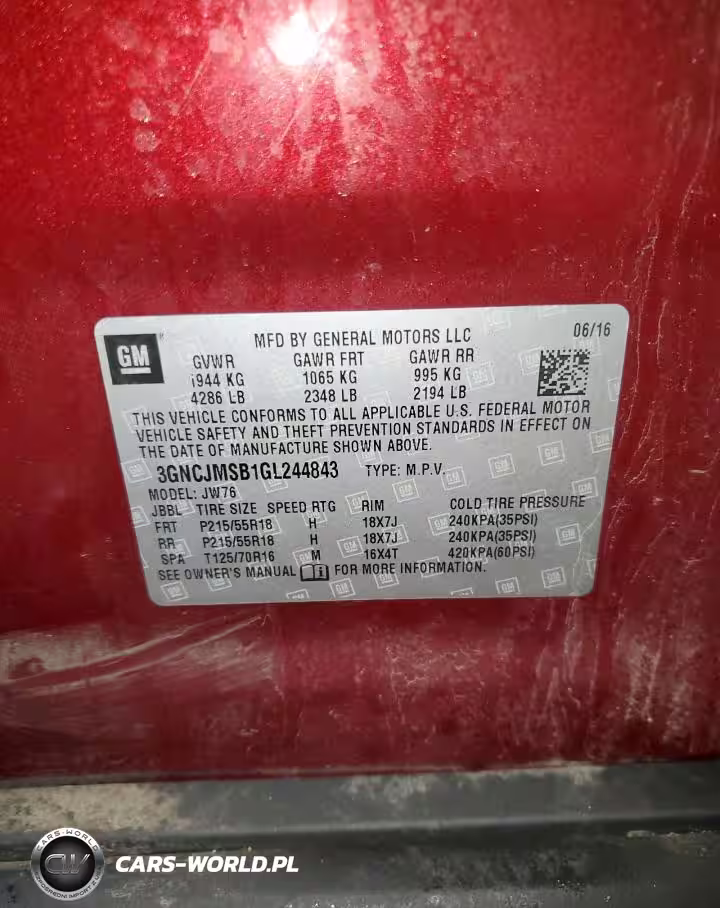 GM
MFD BY GENERAL MOTORS LLC 06/16
GVWR GAWR FRT GAWR RR
1944 KG 1065 KG 995 KG
4286 LB 2348 LB 2194 LB
THIS VEHICLE CONFORMS TO ALL APPLICABLE U.S. FEDERAL MOTOR
VEHICLE SAFETY AND THEFT PREVENTION STANDARDS IN EFFECT ON
THE DATE OF MANUFACTURE SHOWN ABOVE.
3GNCJMSB1GL244843 TYPE: M.P.V.
MODEL: JW76
JBBL TIRE SIZE SPEED RTG RIM COLD TIRE PRESSURE
FRT P215/55R18 H 18X7J 240KPA(35PSI)
RR P215/55R18 H 18X7J 240KPA(35PSI)
SPA T125/70R16 M 16X4T 420KPA(60PSI)
SEE OWNER'S MANUAL FOR MORE INFORMATION.
CARS-WORLD
CW
CARS-WORLD.PL